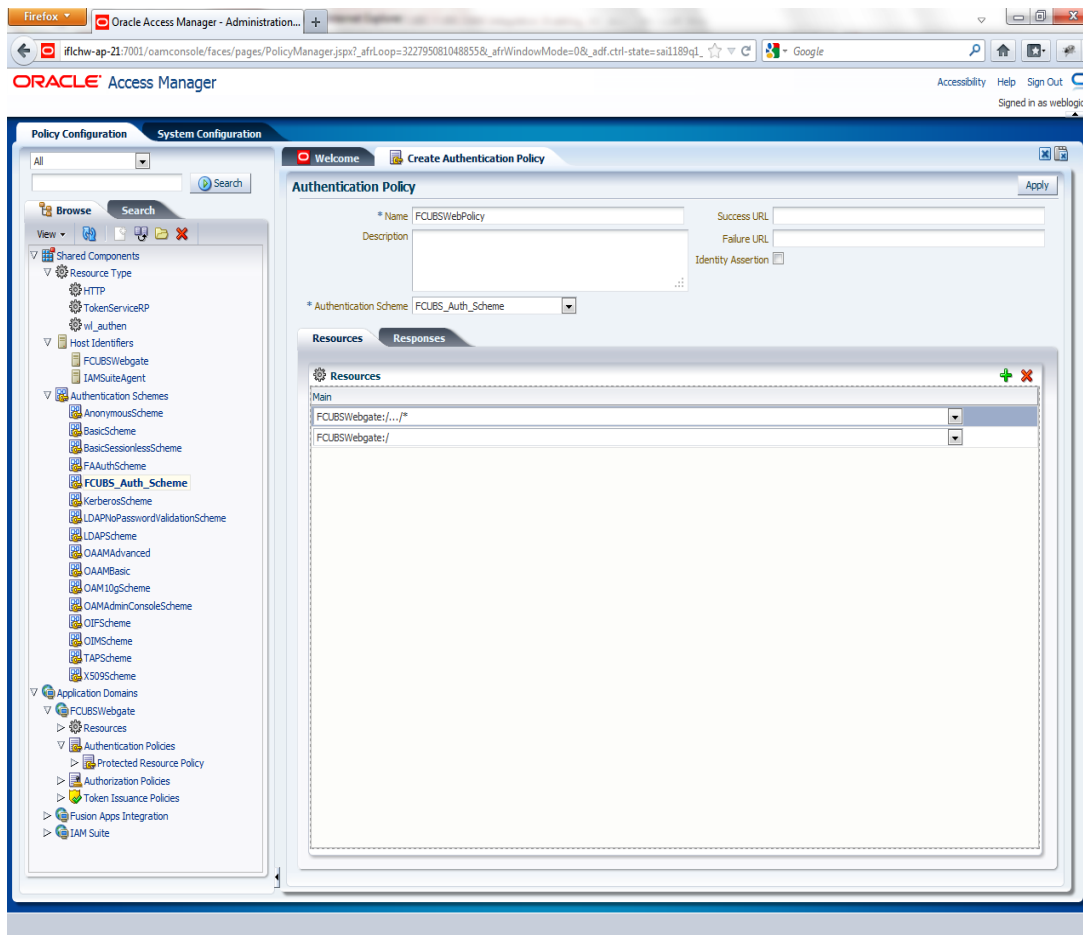 Firefox
Oracle Access Manager - Administration...
iflchw-ap-21:7001/oamconsole/faces/pages/PolicyManager.jspx?_afrLoop=322795081048855&_afrWindowMode=0&_adf.ctrl-state=sai1189q1_
Google
ORACLE Access Manager
Accessibility Help Sign Out
Signed in as weblogic
Policy Configuration System Configuration
All
Search
Browse Search
View
Shared Components
Resource Type
HTTP
TokenServiceRP
wl_authen
Host Identifiers
FCUBSWebgate
IAMSuiteAgent
Authentication Schemes
AnonymousScheme
BasicScheme
BasicSessionlessScheme
FAAuthScheme
FCUBS_Auth_Scheme
KerberosScheme
LDAPNoPasswordValidationScheme
LDAPScheme
OAAMAdvanced
OAAMBasic
OAM10gScheme
OAMAdminConsoleScheme
OIFScheme
OIMScheme
TAPScheme
X509Scheme
Application Domains
FCUBSWebgate
Resources
Authentication Policies
Protected Resource Policy
Authorization Policies
Token Issuance Policies
Fusion Apps Integration
IAM Suite
Welcome Create Authentication Policy
Authentication Policy Apply
* Name FCUBSWebPolicy
Description
* Authentication Scheme FCUBS_Auth_Scheme
Success URL
Failure URL
Identity Assertion
Resources Responses
Resources
Main
FCUBSWebgate:/.../*
FCUBSWebgate:/